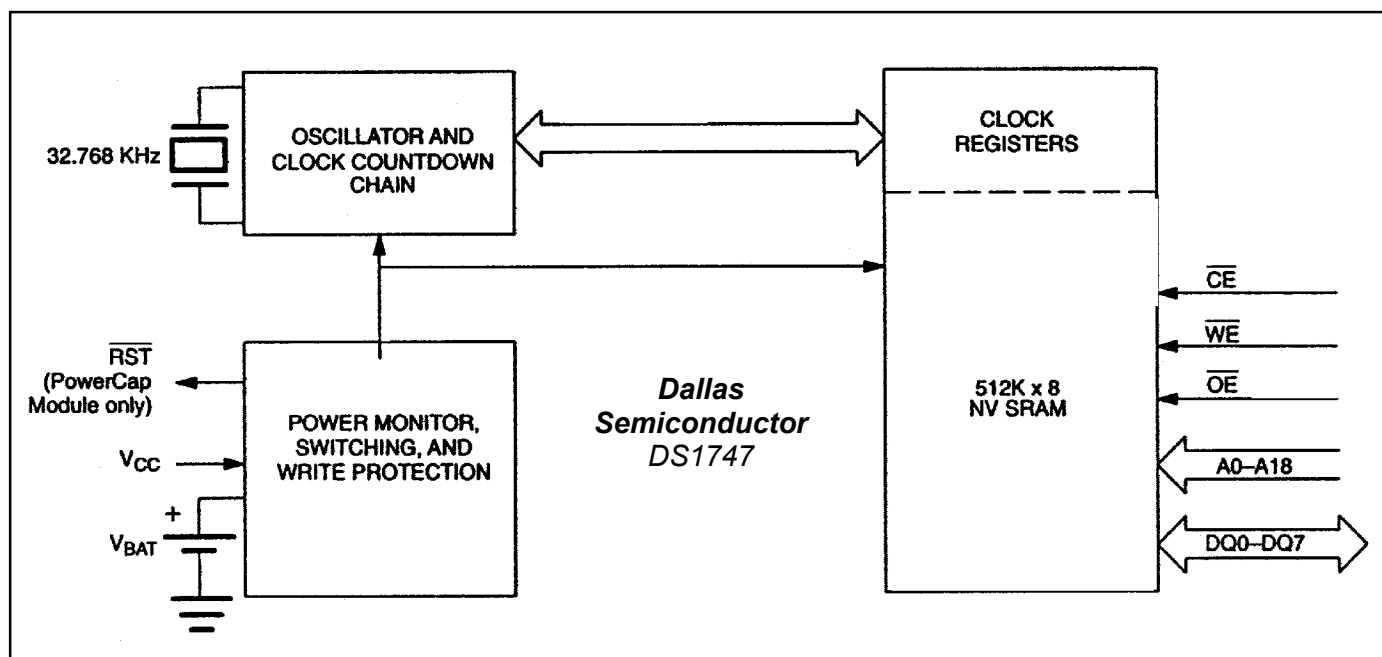 32.768 KHz
OSCILLATOR AND
CLOCK COUNTDOWN
CHAIN
CLOCK
REGISTERS
RST
(PowerCap
Module only)
VCC
+
VBAT
POWER MONITOR,
SWITCHING, AND
WRITE PROTECTION
Dallas
Semiconductor
DS1747
512K x 8
NV SRAM
CE
WE
OE
A0–A18
DQ0–DQ7